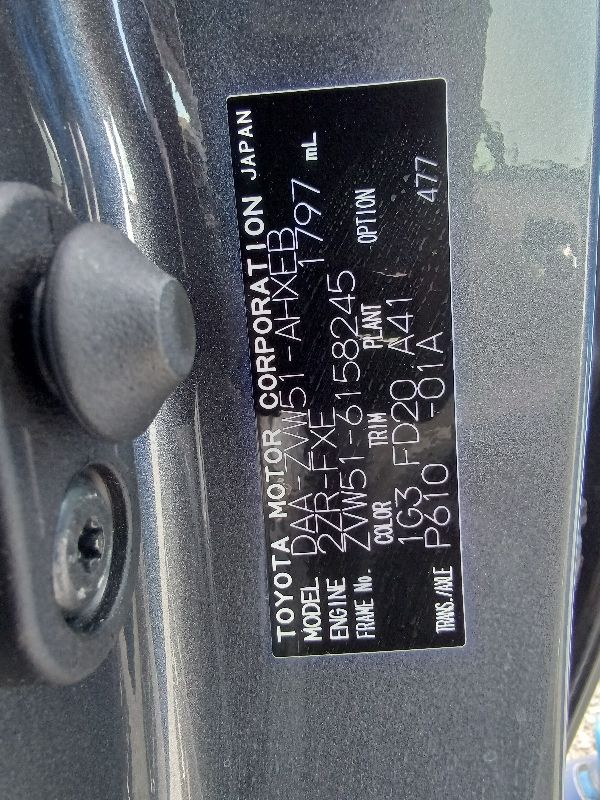 TOYOTA MOTOR CORPORATION JAPAN
MODEL DAA-ZVW51-AHXEB
ENGINE 2ZR-FXE 1797 mL
FRAME No. ZVW51-6158245
COLOR TRIM PLANT OPTION
1G3 FD20 A41
TRANS./AXLE P610 -01A 477